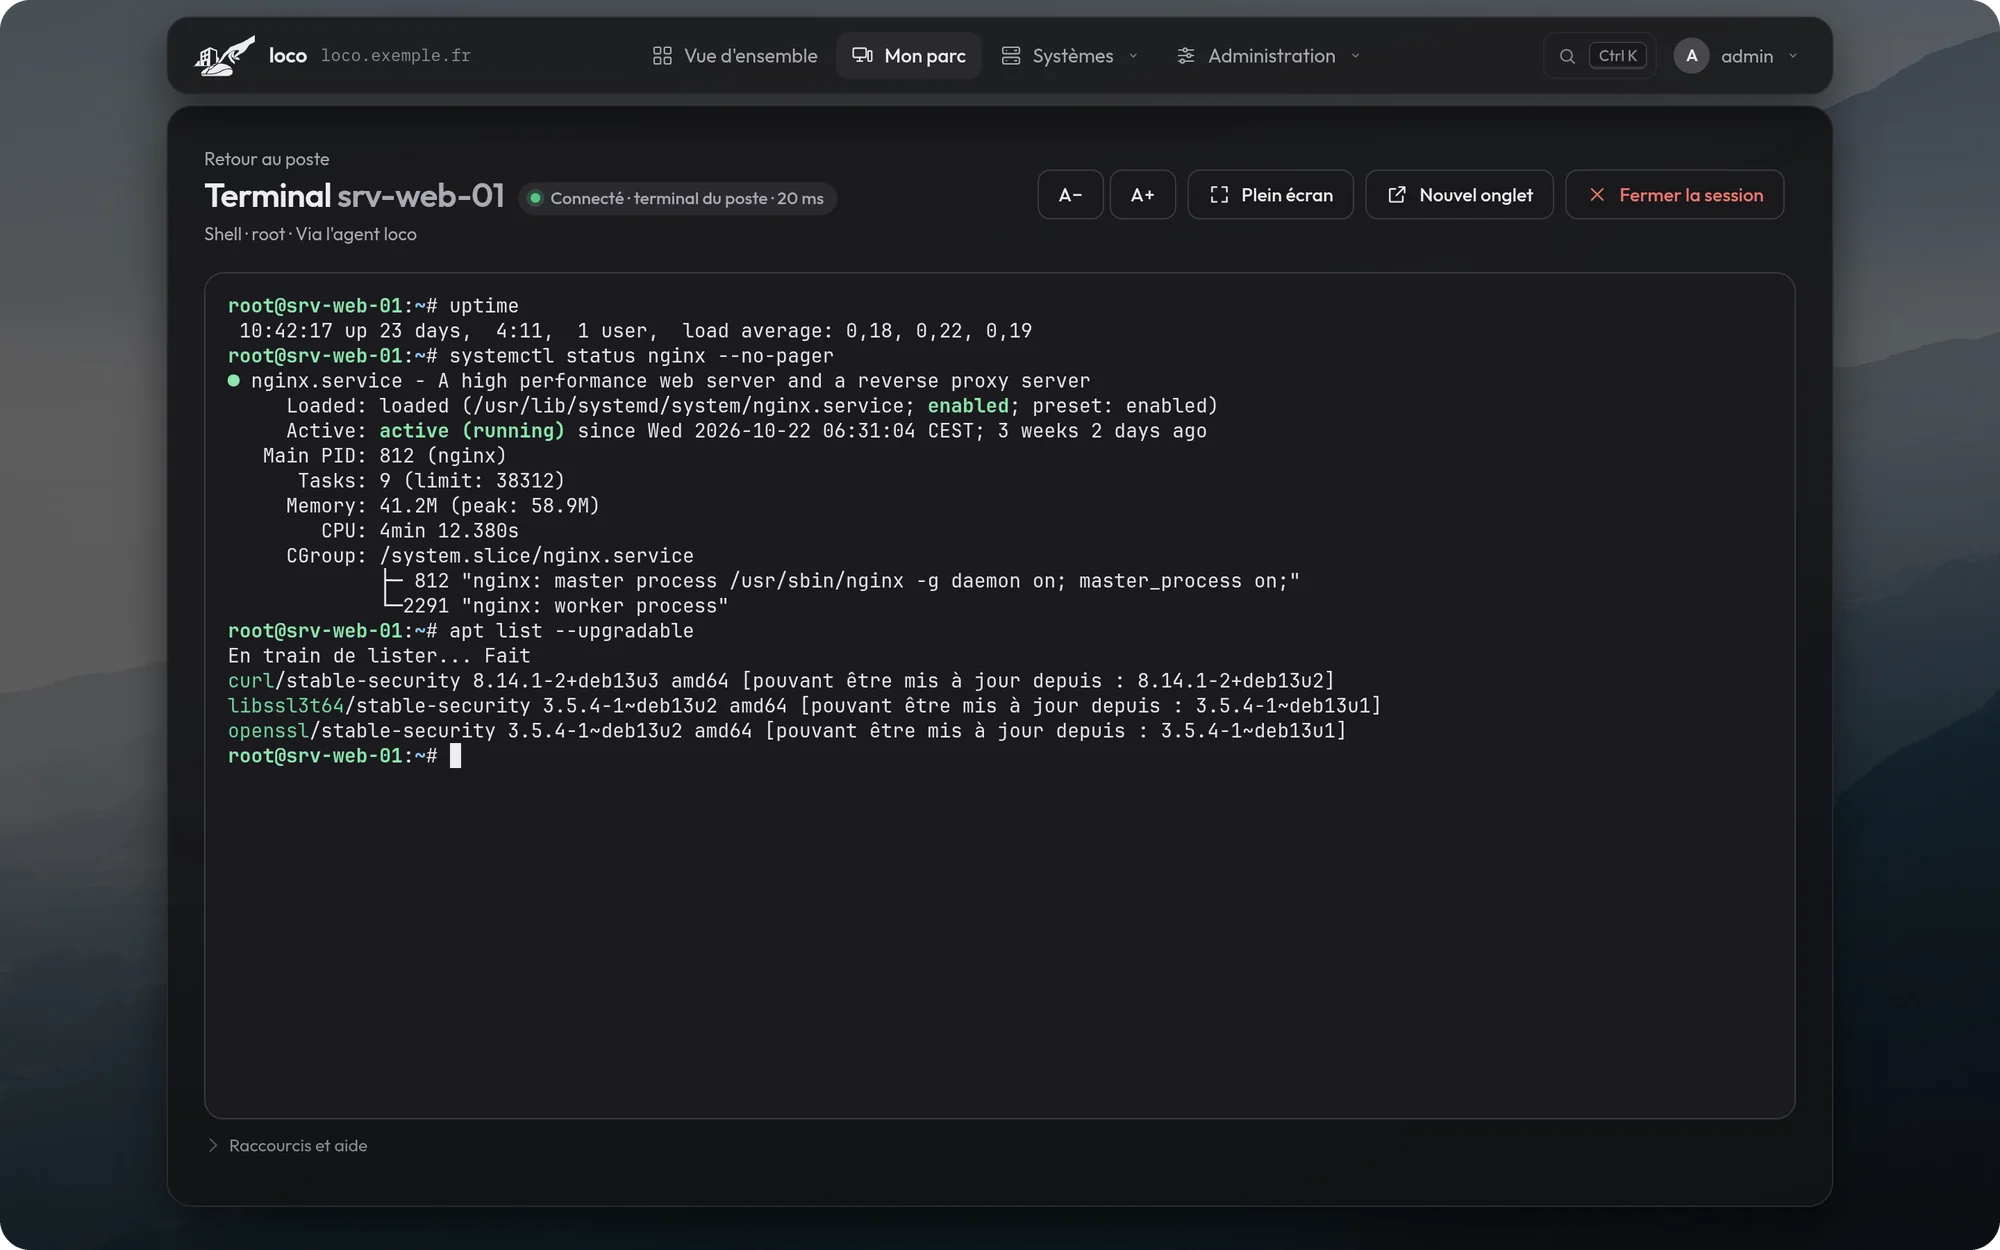 loco loco.exemple.fr Vue d'ensemble Mon parc Systèmes Administration Ctrl K A admin
Retour au poste
Terminal srv-web-01 Connecté · terminal du poste · 20 ms A− A+ Plein écran Nouvel onglet Fermer la session
Shell · root · Via l'agent loco
root@srv-web-01:~# uptime
 10:42:17 up 23 days,  4:11,  1 user,  load average: 0,18, 0,22, 0,19
root@srv-web-01:~# systemctl status nginx --no-pager
● nginx.service - A high performance web server and a reverse proxy server
     Loaded: loaded (/usr/lib/systemd/system/nginx.service; enabled; preset: enabled)
     Active: active (running) since Wed 2026-10-22 06:31:04 CEST; 3 weeks 2 days ago
   Main PID: 812 (nginx)
      Tasks: 9 (limit: 38312)
     Memory: 41.2M (peak: 58.9M)
        CPU: 4min 12.380s
     CGroup: /system.slice/nginx.service
             ├─ 812 "nginx: master process /usr/sbin/nginx -g daemon on; master_process on;"
             └─2291 "nginx: worker process"
root@srv-web-01:~# apt list --upgradable
En train de lister... Fait
curl/stable-security 8.14.1-2+deb13u3 amd64 [pouvant être mis à jour depuis : 8.14.1-2+deb13u2]
libssl3t64/stable-security 3.5.4-1~deb13u2 amd64 [pouvant être mis à jour depuis : 3.5.4-1~deb13u1]
openssl/stable-security 3.5.4-1~deb13u2 amd64 [pouvant être mis à jour depuis : 3.5.4-1~deb13u1]
root@srv-web-01:~#
Raccourcis et aide